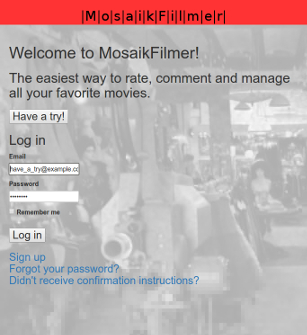 |M|o|s|a|i|k|F|i|l|m|e|r|
Welcome to MosaikFilmer!
The easiest way to rate, comment and manage
all your favorite movies.
Have a try!
Log in
Email
have_a_try@example.cc
Password
••••••••
Remember me
Log in
Sign up
Forgot your password?
Didn't receive confirmation instructions?